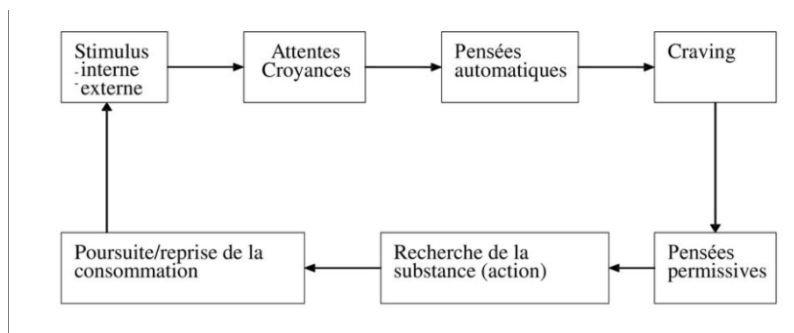 Stimulus
-interne
-externe
Attentes
Croyances
Pensées
automatiques
Craving
Poursuite/reprise de la
consommation
Recherche de la
substance (action)
Pensées
permissives